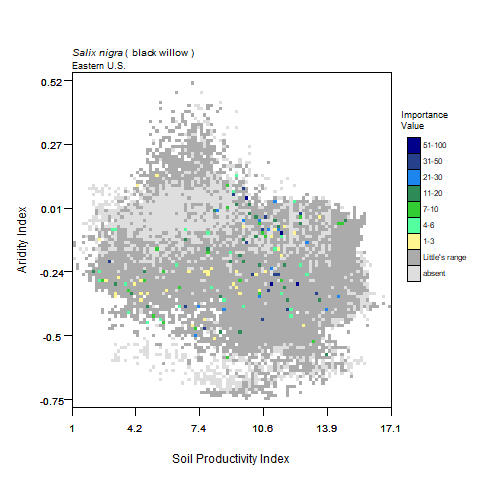 Salix nigra ( black willow )
Eastern U.S.
Importance
Value
51-100
31-50
21-30
11-20
7-10
4-6
1-3
Little's range
absent
0.52
0.27
0.01
-0.24
-0.5
-0.75
Aridity Index
1 4.2 7.4 10.6 13.9 17.1
Soil Productivity Index